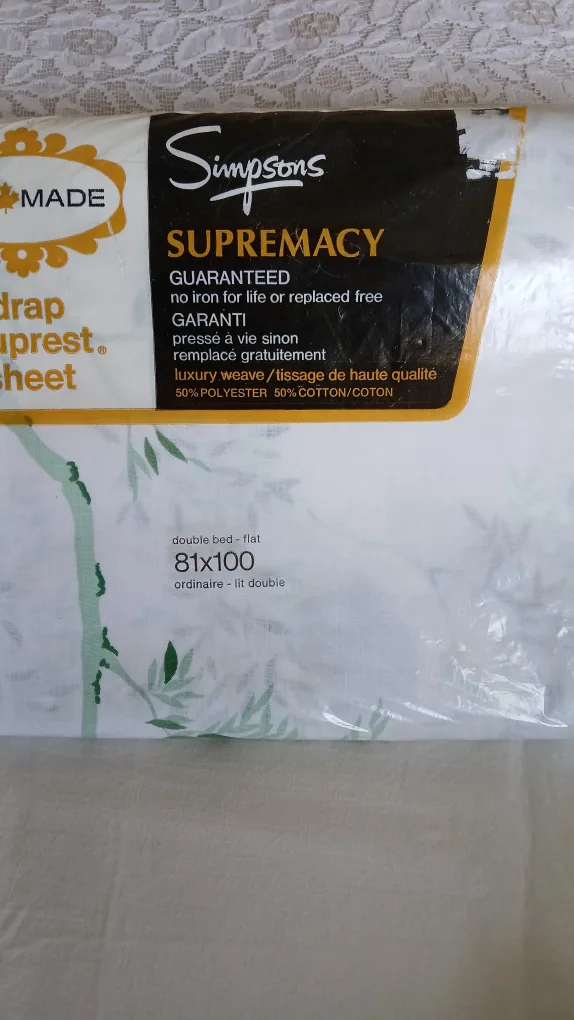 MADE
drap
uprest®
sheet
Simpsons
SUPREMACY
GUARANTEED
no iron for life or replaced free
GARANTI
pressé à vie sinon
remplacé gratuitement
luxury weave/tissage de haute qualité
50% POLYESTER 50% COTTON/COTON
double bed - flat
81x100
ordinaire - lit double